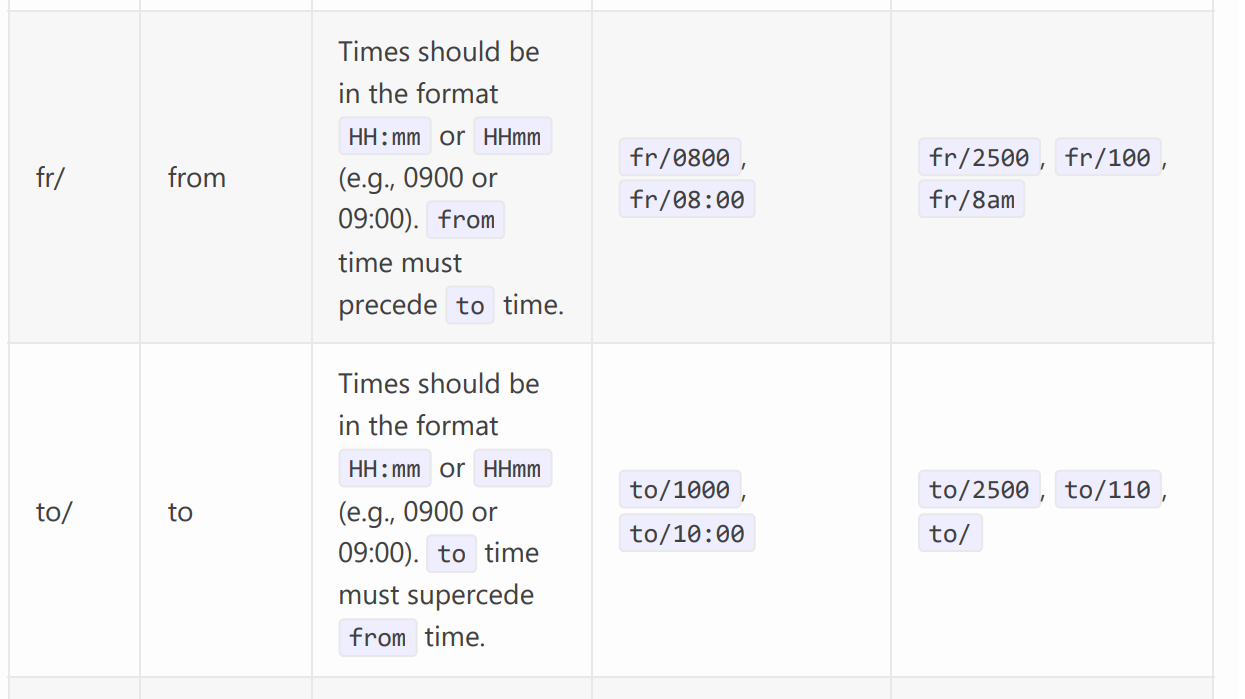 fr/
from
Times should be
in the format
HH:mm or HHmm
(e.g., 0900 or
09:00). from
time must
precede to time.
fr/0800 ,
fr/08:00
fr/2500 , fr/100 ,
fr/8am
to/
to
Times should be
in the format
HH:mm or HHmm
(e.g., 0900 or
09:00). to time
must supercede
from time.
to/1000 ,
to/10:00
to/2500 , to/110 ,
to/